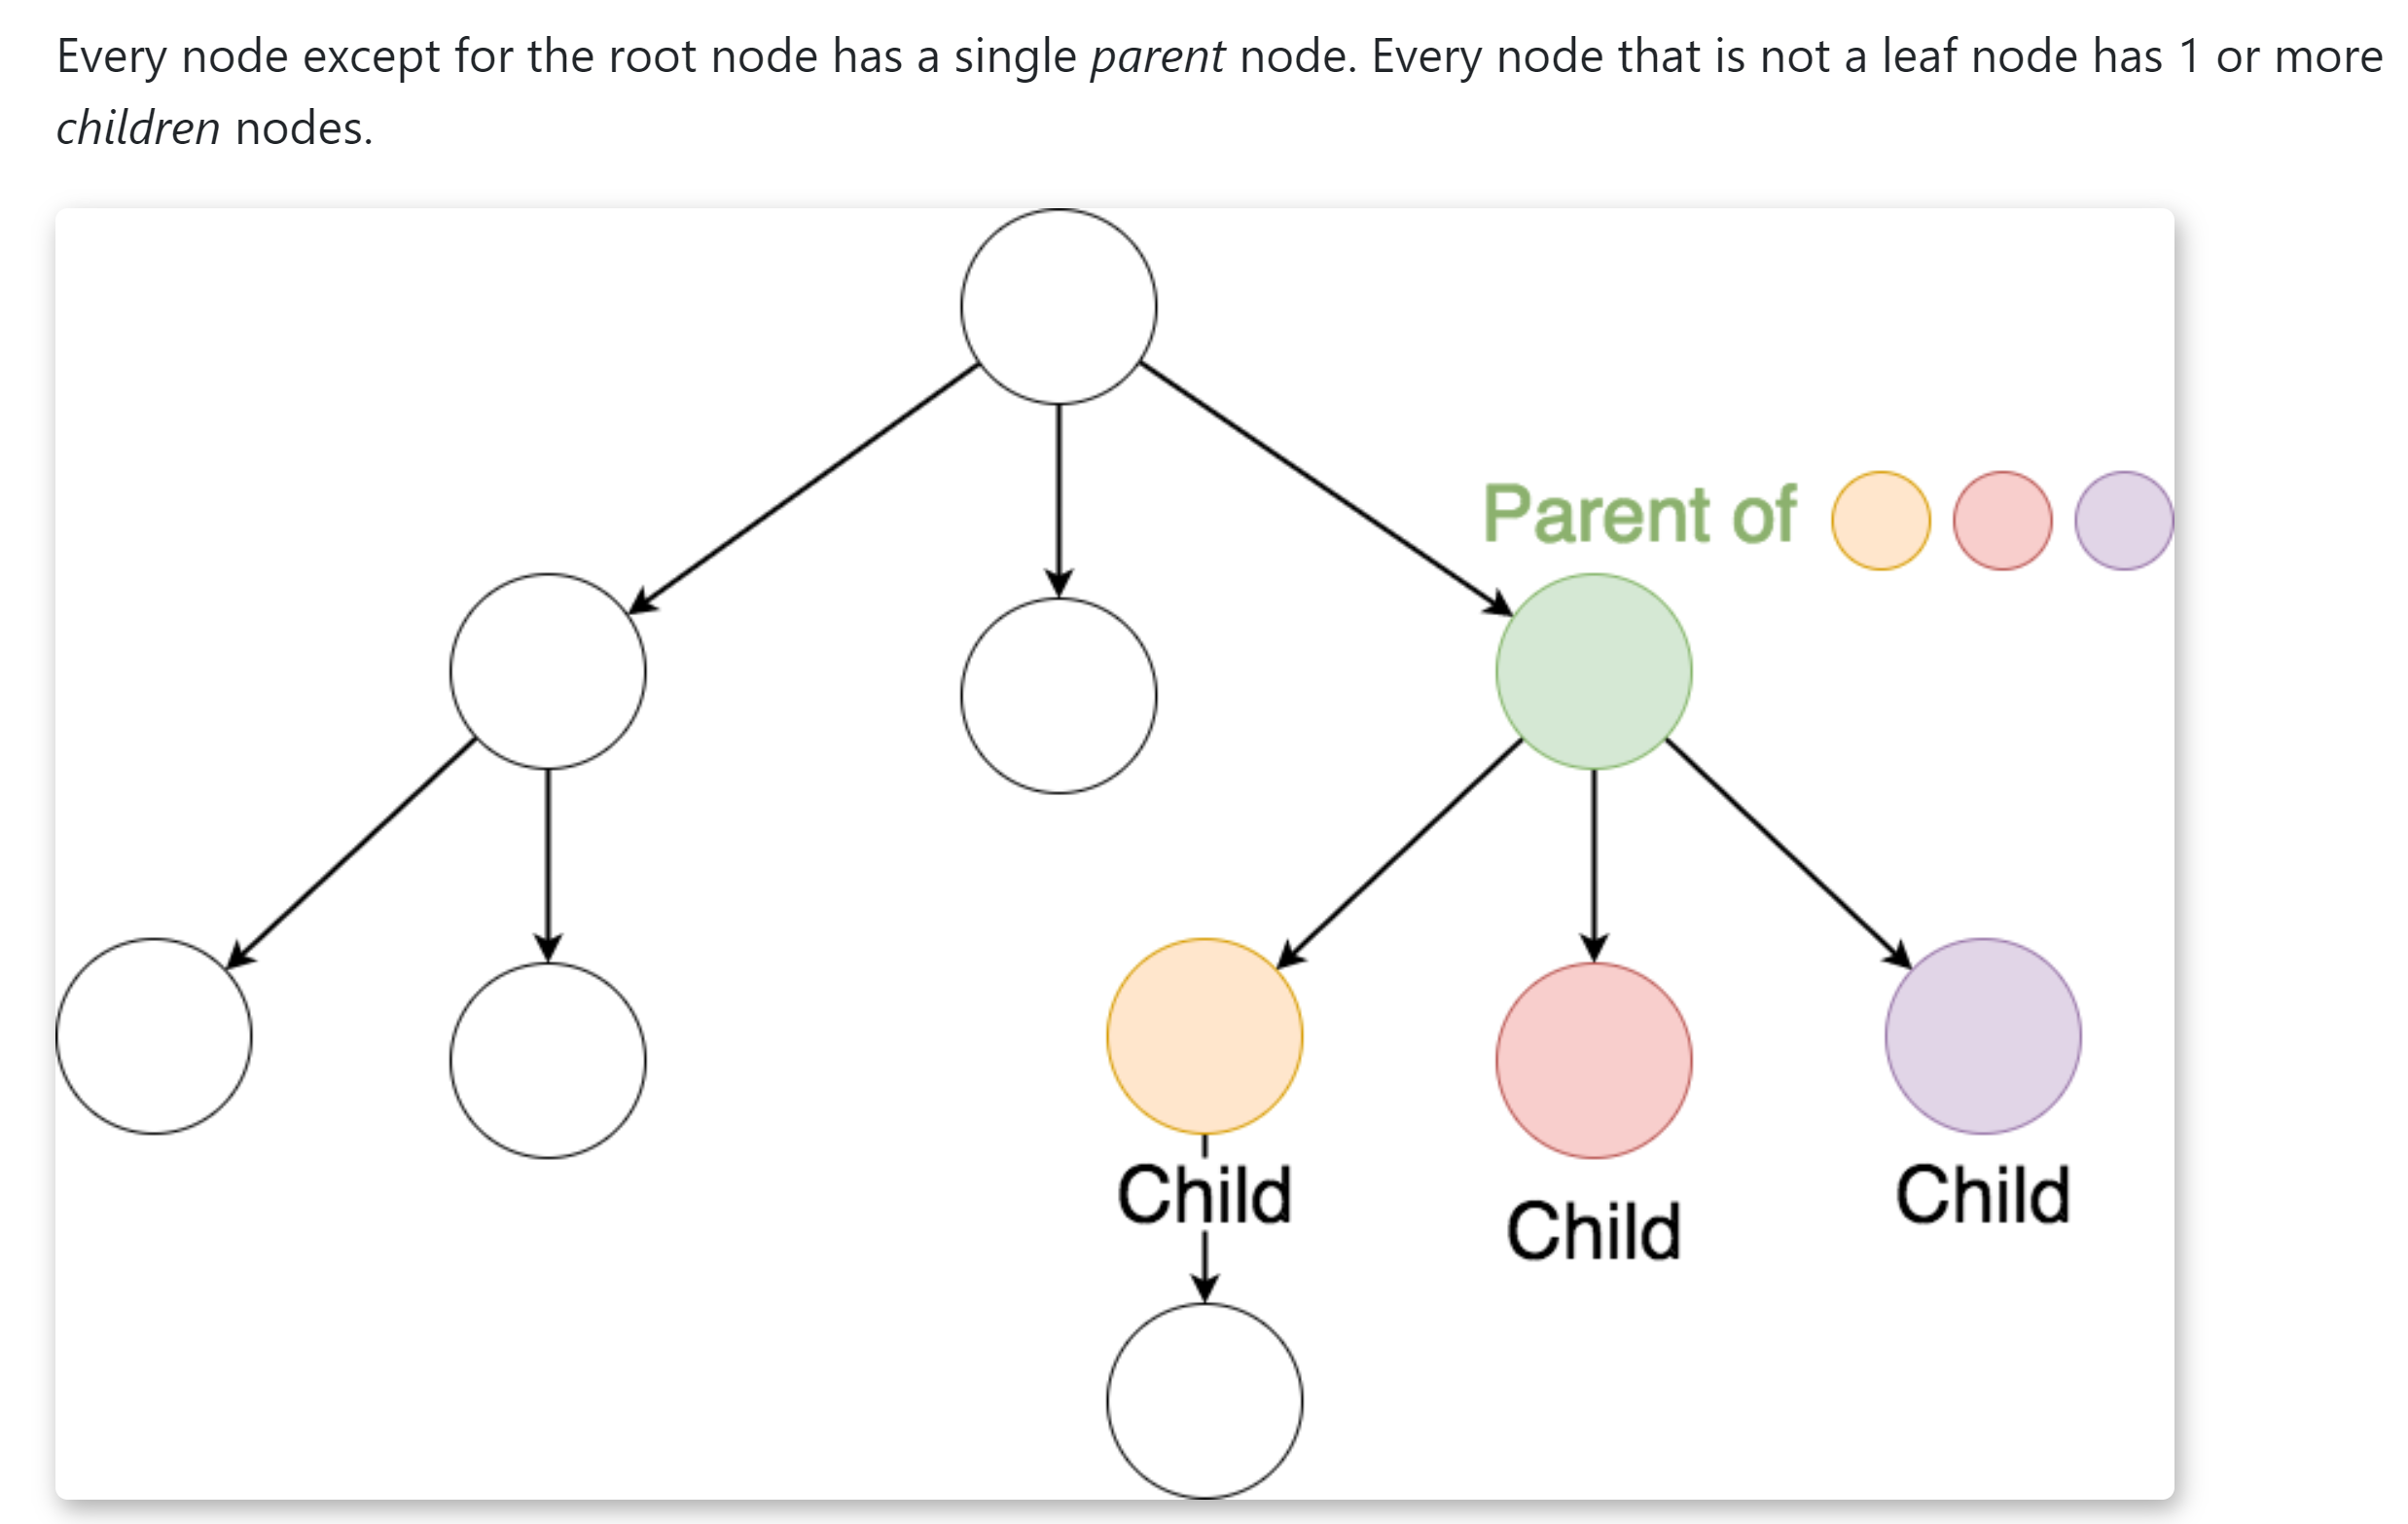 Every node except for the root node has a single parent node. Every node that is not a leaf node has 1 or more
children nodes.
Parent of
Child
Child
Child